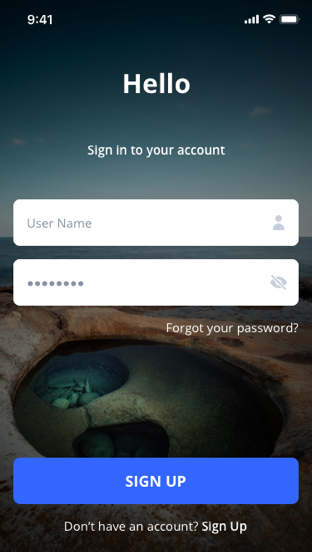 9:41
Hello
Sign in to your account
User Name
Forgot your password?
SIGN UP
Don't have an account? Sign Up